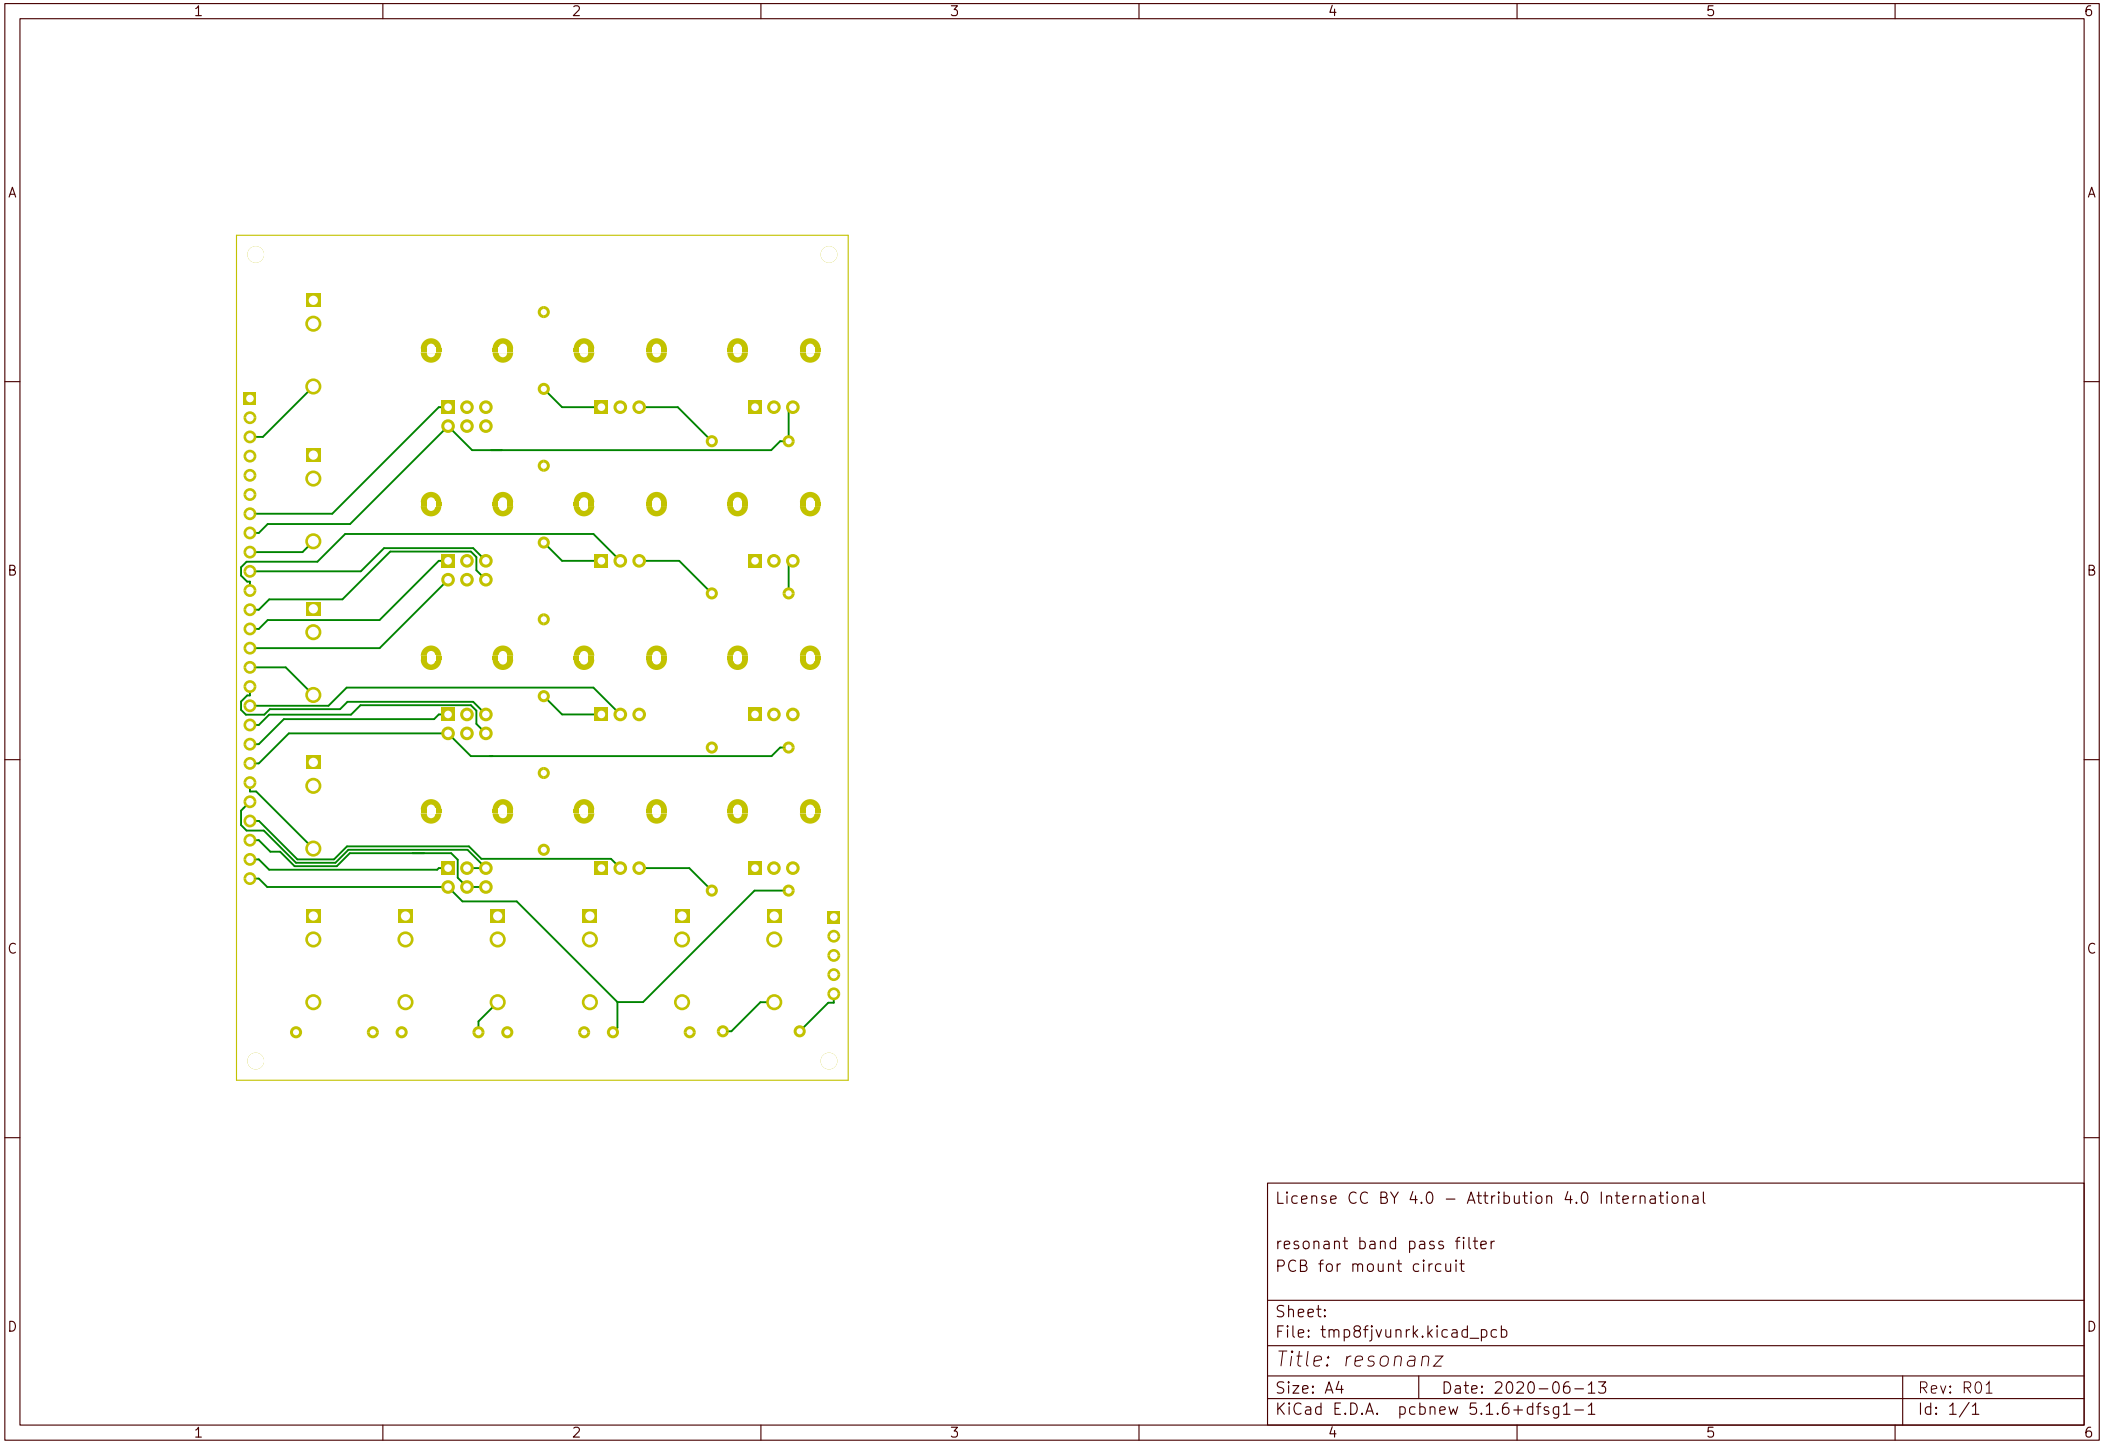 1 2 3 4 5 6
A A
B B
C C
D D
License CC BY 4.0 - Attribution 4.0 International
resonant band pass filter
PCB for mount circuit
Sheet:
File: tmp8fjvunrk.kicad_pcb
Title: resonanz
Size: A4 Date: 2020-06-13 Rev: R01
KiCad E.D.A. pcbnew 5.1.6+dfsg1-1 Id: 1/1
1 2 3 4 5 6